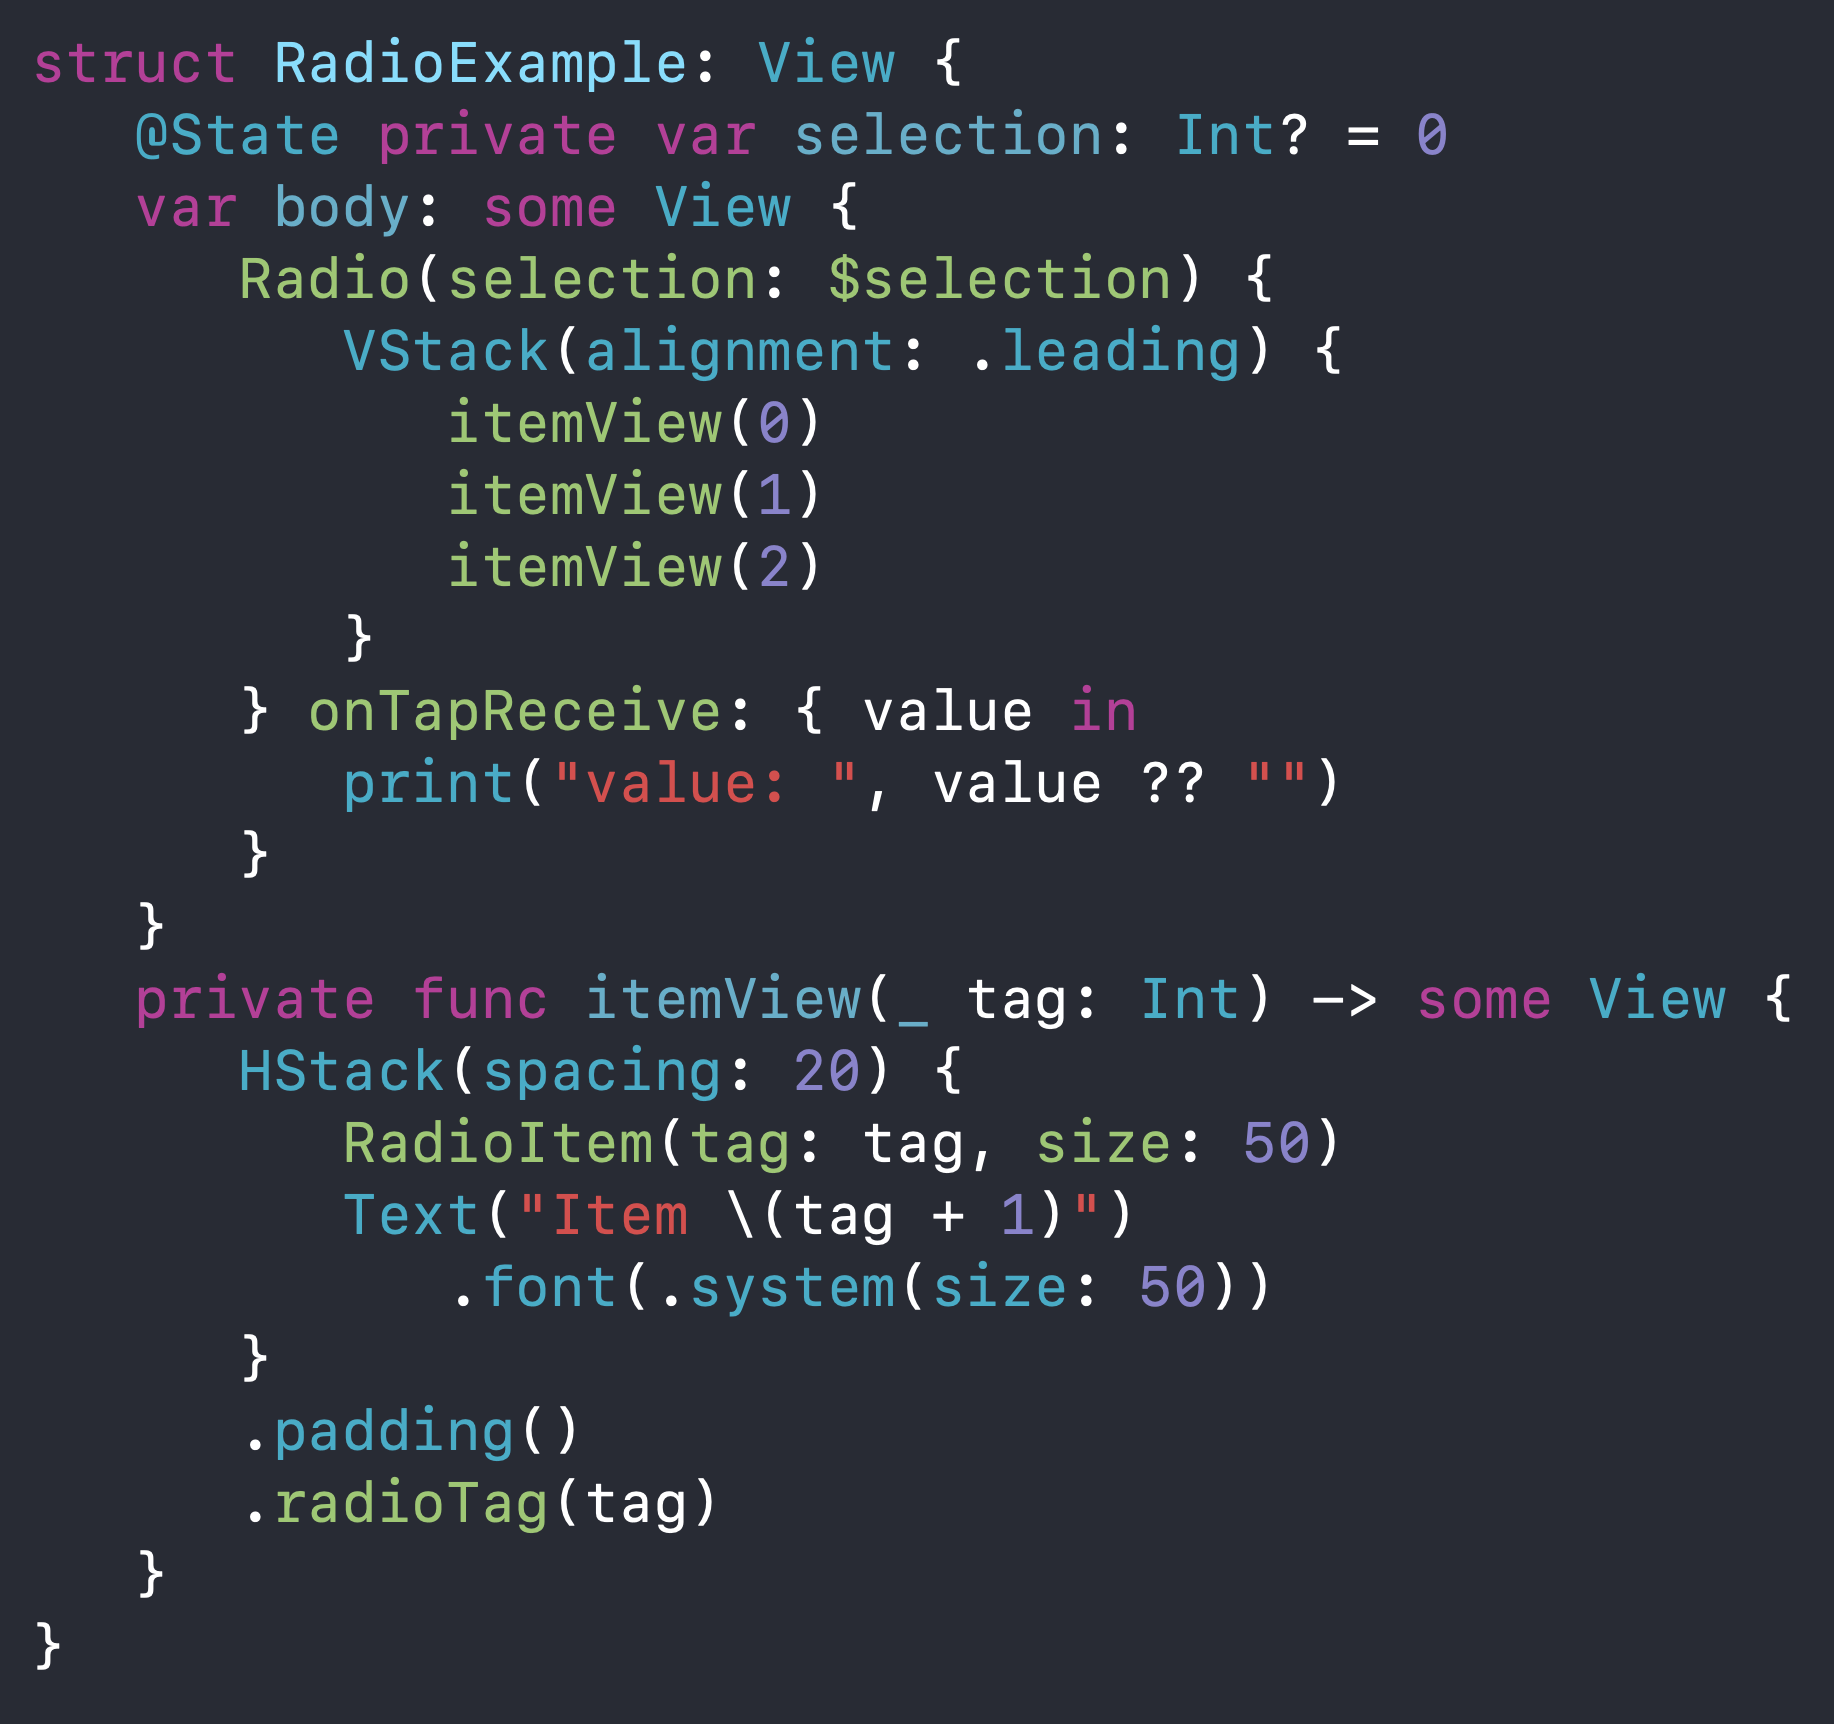 struct RadioExample: View {
   @State private var selection: Int? = 0
   var body: some View {
      Radio(selection: $selection) {
         VStack(alignment: .leading) {
            itemView(0)
            itemView(1)
            itemView(2)
         }
      } onTapReceive: { value in
         print("value: ", value ?? "")
      }
   }
   private func itemView(_ tag: Int) -> some View {
      HStack(spacing: 20) {
         RadioItem(tag: tag, size: 50)
         Text("Item \(tag + 1)")
            .font(.system(size: 50))
      }
      .padding()
      .radioTag(tag)
   }
}